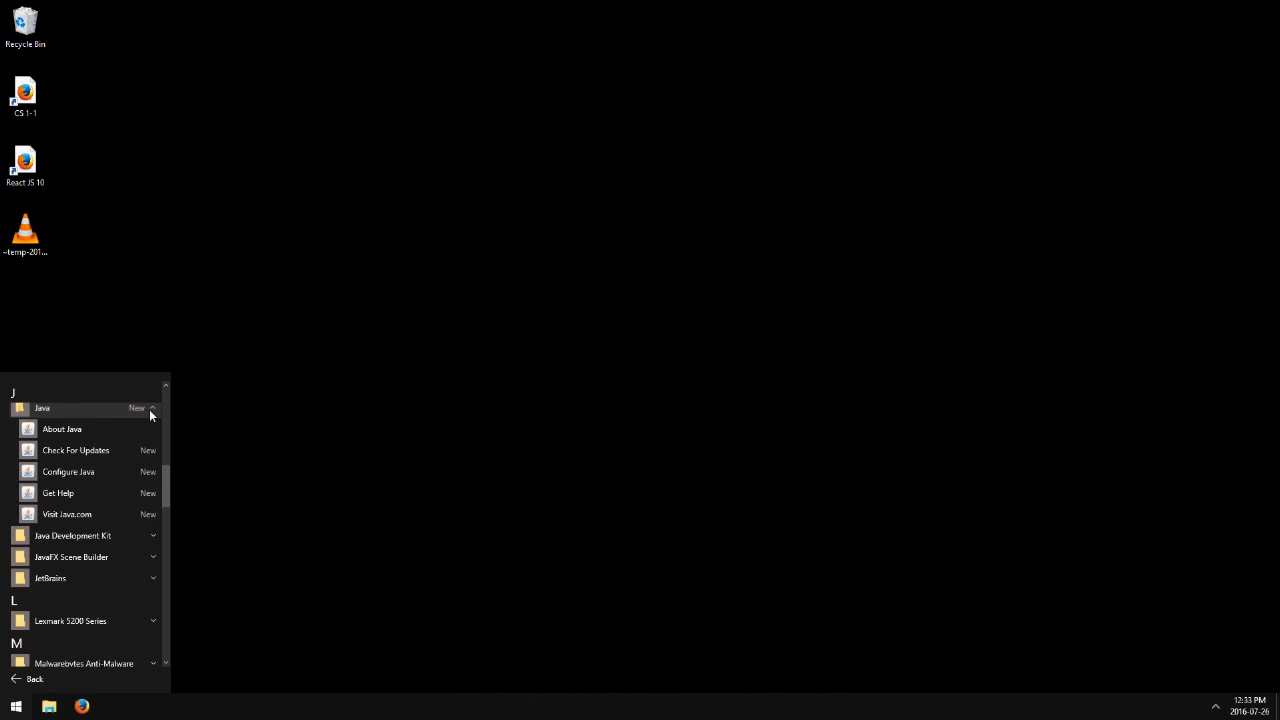 Recycle Bin
CS 1-1
React JS 10
~temp-201...
J
Java New
About Java
Check For Updates New
Configure Java New
Get Help New
Visit Java.com New
Java Development Kit
JavaFX Scene Builder
JetBrains
L
Lexmark 5200 Series
M
Malwarebytes Anti-Malware
Back
12:33 PM
2016-07-26